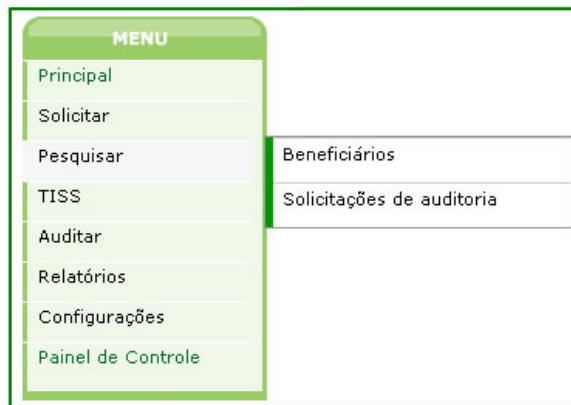 MENU
Principal
Solicitar
Pesquisar
Beneficiários
Solicitações de auditoria
TISS
Auditar
Relatórios
Configurações
Painel de Controle